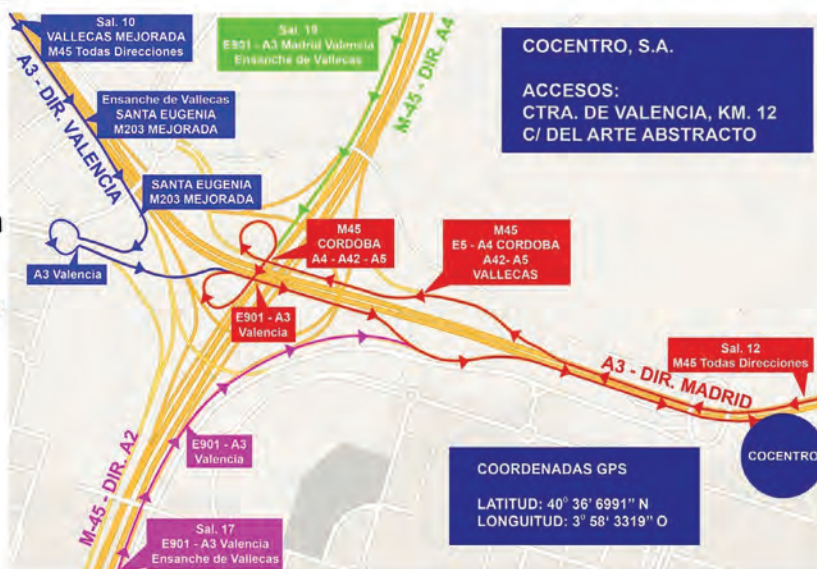 Sal. 10
VALLECAS MEJORADA
M45 Todas Direcciones
A3 - DIR. VALENCIA
Ensanche de Vallecas
SANTA EUGENIA
M203 MEJORADA
SANTA EUGENIA
M203 MEJORADA
A3 Valencia
Sal. 19
E901 - A3 Madrid Valencia
Ensanche de Vallecas
M-45 - DIR. A4
COCENTRO, S.A.
ACCESOS:
CTRA. DE VALENCIA, KM. 12
C/ DEL ARTE ABSTRACTO
M45
CORDOBA
A4 - A42 - A5
M45
E5 - A4 CORDOBA
A42- A5
VALLECAS
E901 - A3
Valencia
A3 - DIR. MADRID
Sal. 12
M45 Todas Direcciones
COCENTRO
E901 - A3
Valencia
M-45 - DIR. A2
Sal. 17
E901 - A3 Valencia
Ensanche de Vallecas
COORDENADAS GPS
LATITUD: 40° 36' 6991" N
LONGUITUD: 3° 58' 3319" O